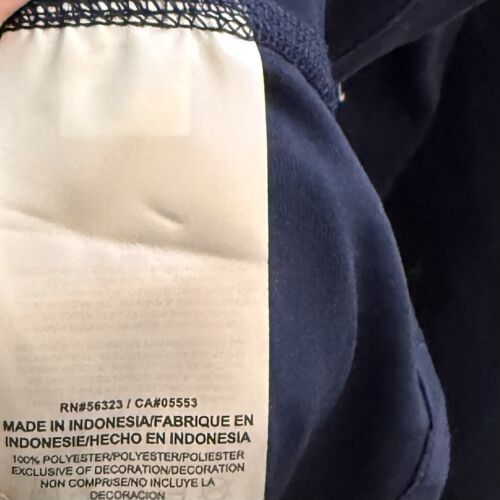 RN#56323 / CA#05553
MADE IN INDONESIA/FABRIQUE EN
INDONESIE/HECHO EN INDONESIA
100% POLYESTER/POLYESTER/POLIESTER
EXCLUSIVE OF DECORATION/DECORATION
NON COMPRISE/NO INCLUYE LA
DECORACION